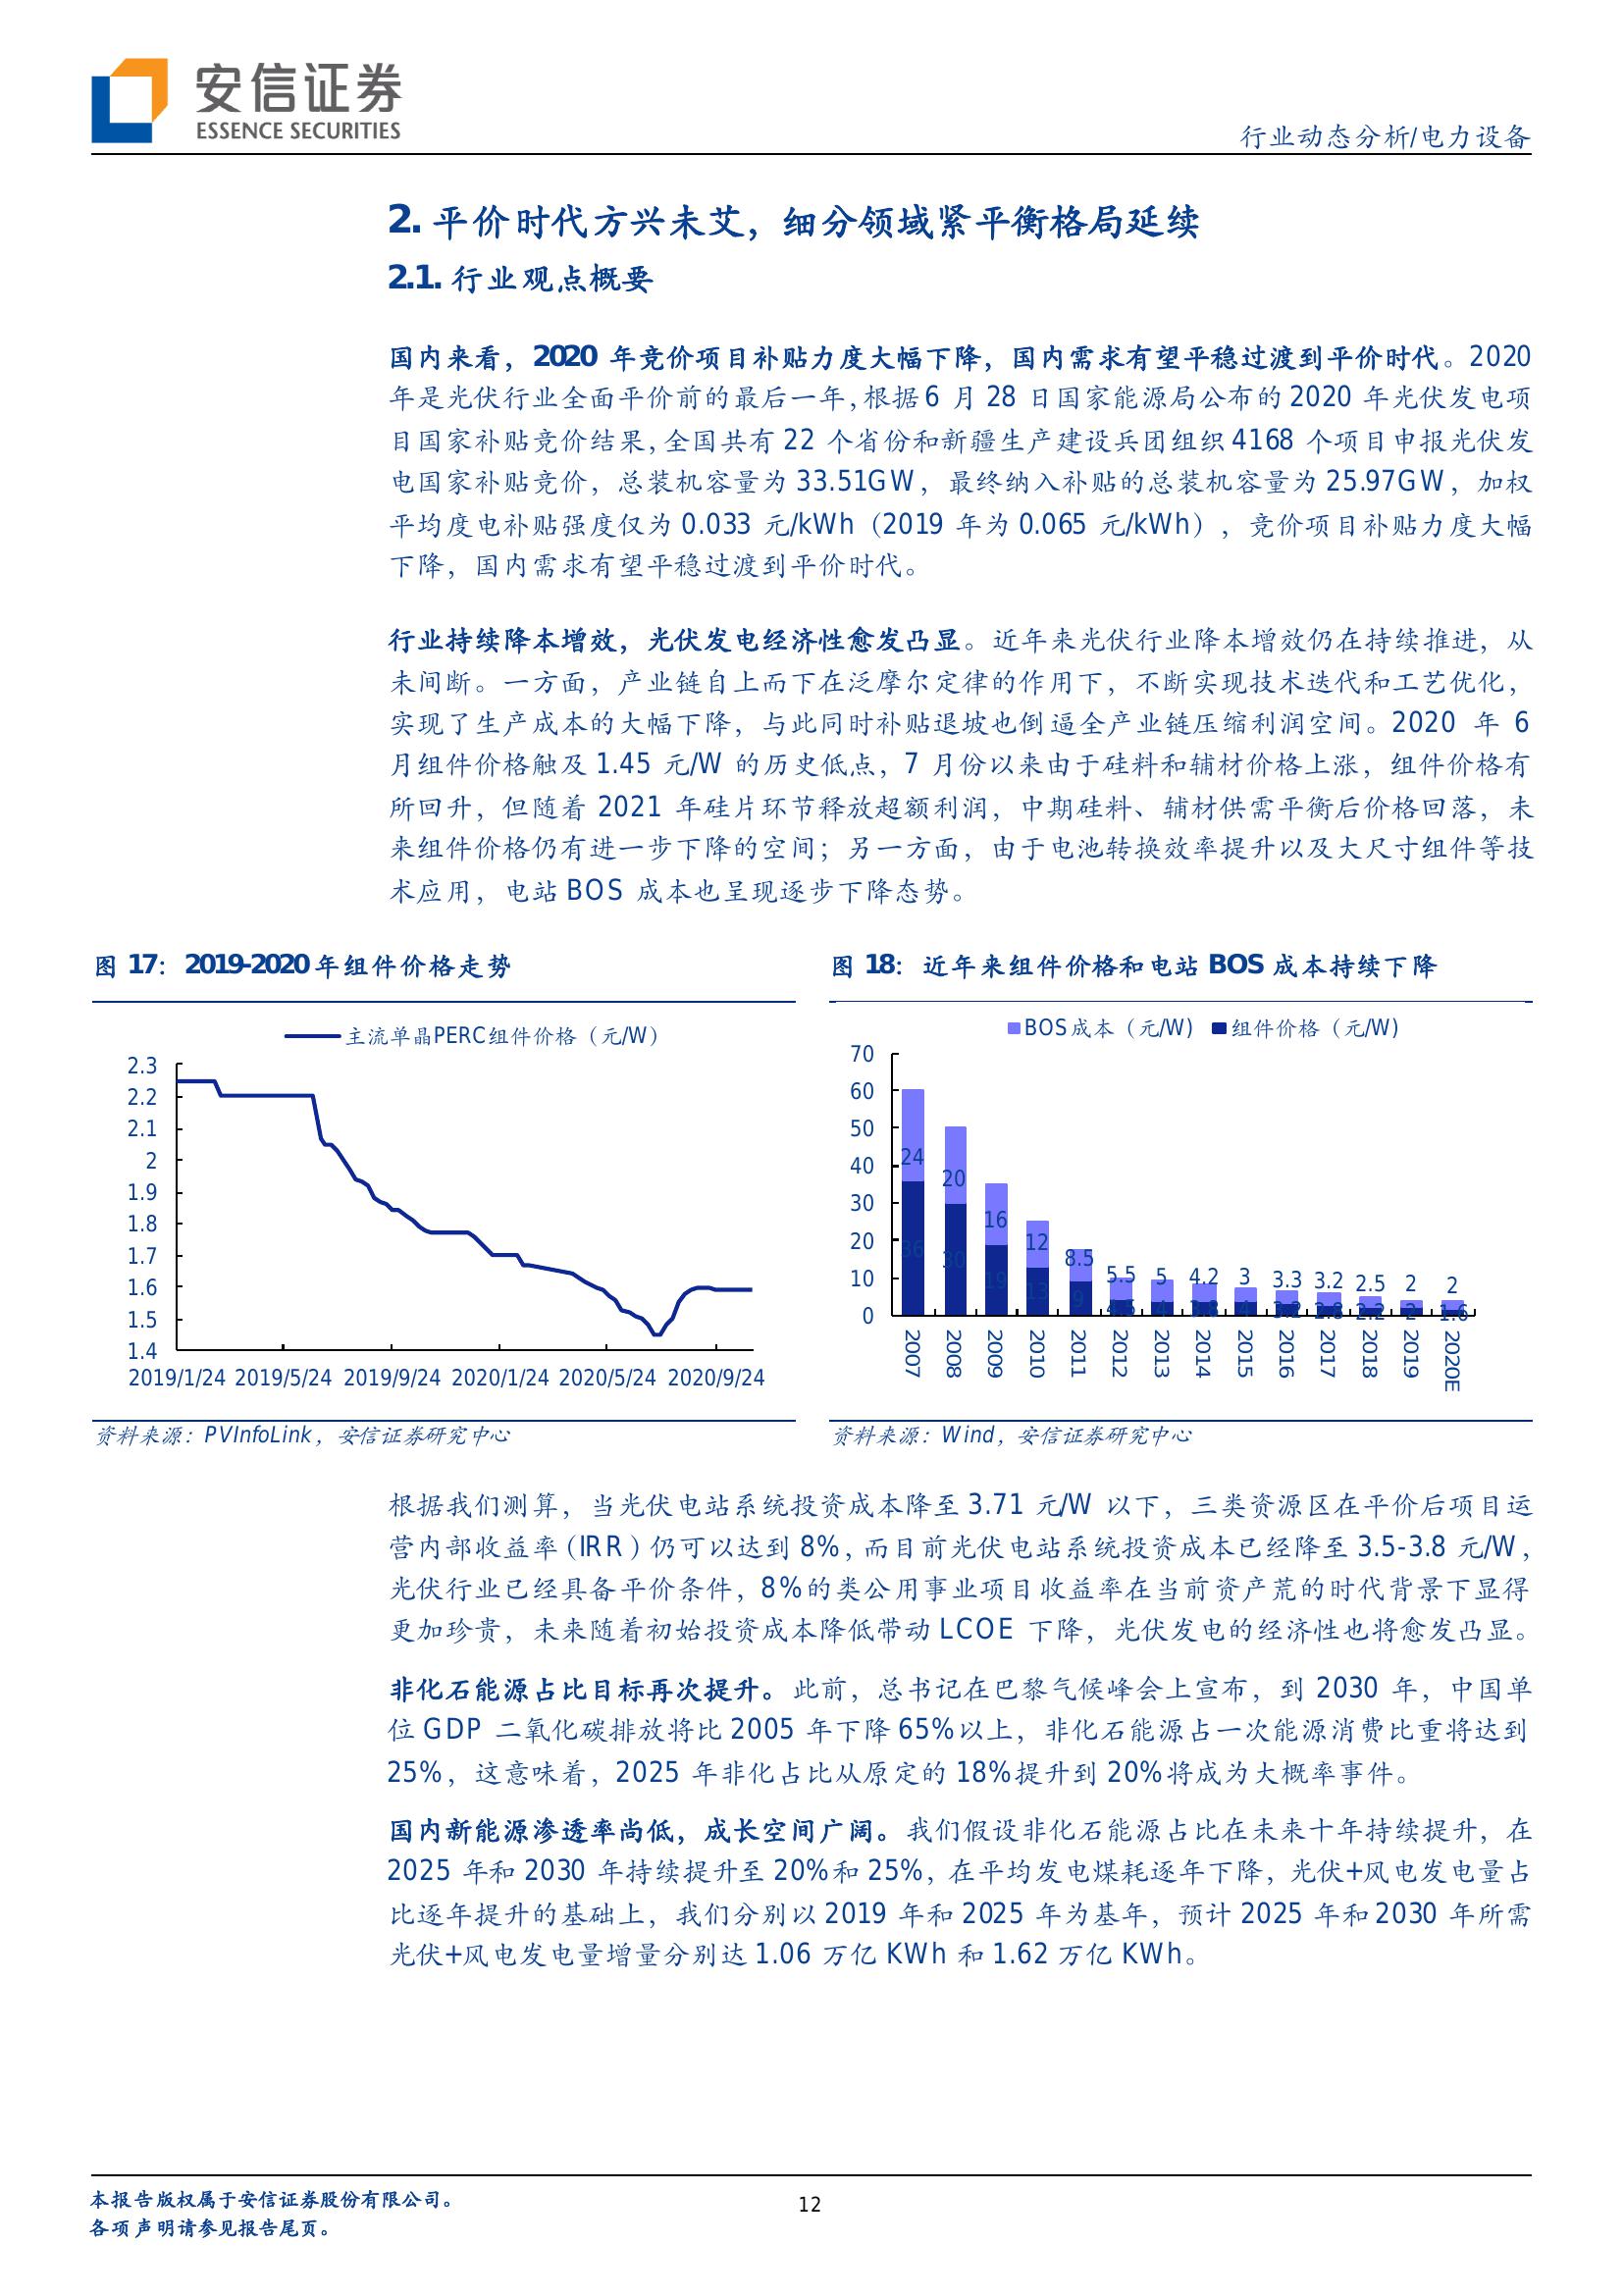 安信证券
ESSENCE SECURITIES
行业动态分析/电力设备
2. 平价时代方兴未艾，细分领域紧平衡格局延续
2.1. 行业观点概要
国内来看，2020 年竞价项目补贴力度大幅下降，国内需求有望平稳过渡到平价时代。2020
年是光伏行业全面平价前的最后一年，根据 6 月 28 日国家能源局公布的 2020 年光伏发电项
目国家补贴竞价结果，全国共有 22 个省份和新疆生产建设兵团组织 4168 个项目申报光伏发
电国家补贴竞价，总装机容量为 33.51GW，最终纳入补贴的总装机容量为 25.97GW，加权
平均度电补贴强度仅为 0.033 元/kWh（2019 年为 0.065 元/kWh），竞价项目补贴力度大幅
下降，国内需求有望平稳过渡到平价时代。
行业持续降本增效，光伏发电经济性愈发凸显。近年来光伏行业降本增效仍在持续推进，从
未间断。一方面，产业链自上而下在泛摩尔定律的作用下，不断实现技术迭代和工艺优化，
实现了生产成本的大幅下降，与此同时补贴退坡也倒逼全产业链压缩利润空间。2020 年 6
月组件价格触及 1.45 元/W 的历史低点，7 月份以来由于硅料和辅材价格上涨，组件价格有
所回升，但随着 2021 年硅片环节释放超额利润，中期硅料、辅材供需平衡后价格回落，未
来组件价格仍有进一步下降的空间；另一方面，由于电池转换效率提升以及大尺寸组件等技
术应用，电站 BOS 成本也呈现逐步下降态势。
图 17： 2019-2020 年组件价格走势
主流单晶PERC组件价格（元/W）
2.3
2.2
2.1
2
1.9
1.8
1.7
1.6
1.5
1.4
2019/1/24 2019/5/24 2019/9/24 2020/1/24 2020/5/24 2020/9/24
资料来源：PVInfoLink，安信证券研究中心
图 18： 近年来组件价格和电站 BOS 成本持续下降
BOS成本（元/W） 组件价格（元/W）
70
60
50
40
30
20
10
0
24 20 16 12 8.5 5.5 5 4.2 3 3.3 3.2 2.5 2 2
36 30 19 13 9 4.5 4 3.8 4 3.2 2.8 2.2 2 1.6
2007 2008 2009 2010 2011 2012 2013 2014 2015 2016 2017 2018 2019 2020E
资料来源：Wind，安信证券研究中心
根据我们测算，当光伏电站系统投资成本降至 3.71 元/W 以下，三类资源区在平价后项目运
营内部收益率（IRR）仍可以达到 8%，而目前光伏电站系统投资成本已经降至 3.5-3.8 元/W，
光伏行业已经具备平价条件，8%的类公用事业项目收益率在当前资产荒的时代背景下显得
更加珍贵，未来随着初始投资成本降低带动 LCOE 下降，光伏发电的经济性也将愈发凸显。
非化石能源占比目标再次提升。此前，总书记在巴黎气候峰会上宣布，到 2030 年，中国单
位 GDP 二氧化碳排放将比 2005 年下降 65%以上，非化石能源占一次能源消费比重将达到
25%，这意味着，2025 年非化占比从原定的 18%提升到 20%将成为大概率事件。
国内新能源渗透率尚低，成长空间广阔。我们假设非化石能源占比在未来十年持续提升，在
2025 年和 2030 年持续提升至 20%和 25%，在平均发电煤耗逐年下降，光伏+风电发电量占
比逐年提升的基础上，我们分别以 2019 年和 2025 年为基年，预计 2025 年和 2030 年所需
光伏+风电发电量增量分别达 1.06 万亿 KWh 和 1.62 万亿 KWh。
本报告版权属于安信证券股份有限公司。
各项声明请参见报告尾页。
12